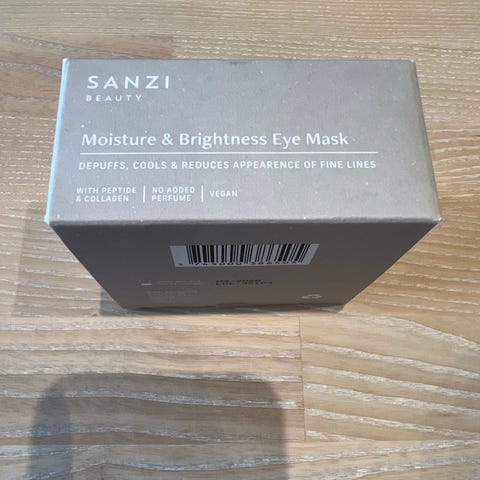 SANZI
BEAUTY
Moisture & Brightness Eye Mask
DEPUFFS, COOLS & REDUCES APPEARENCE OF FINE LINES
WITH PEPTIDE
& COLLAGEN
NO ADDED
PERFUME
VEGAN